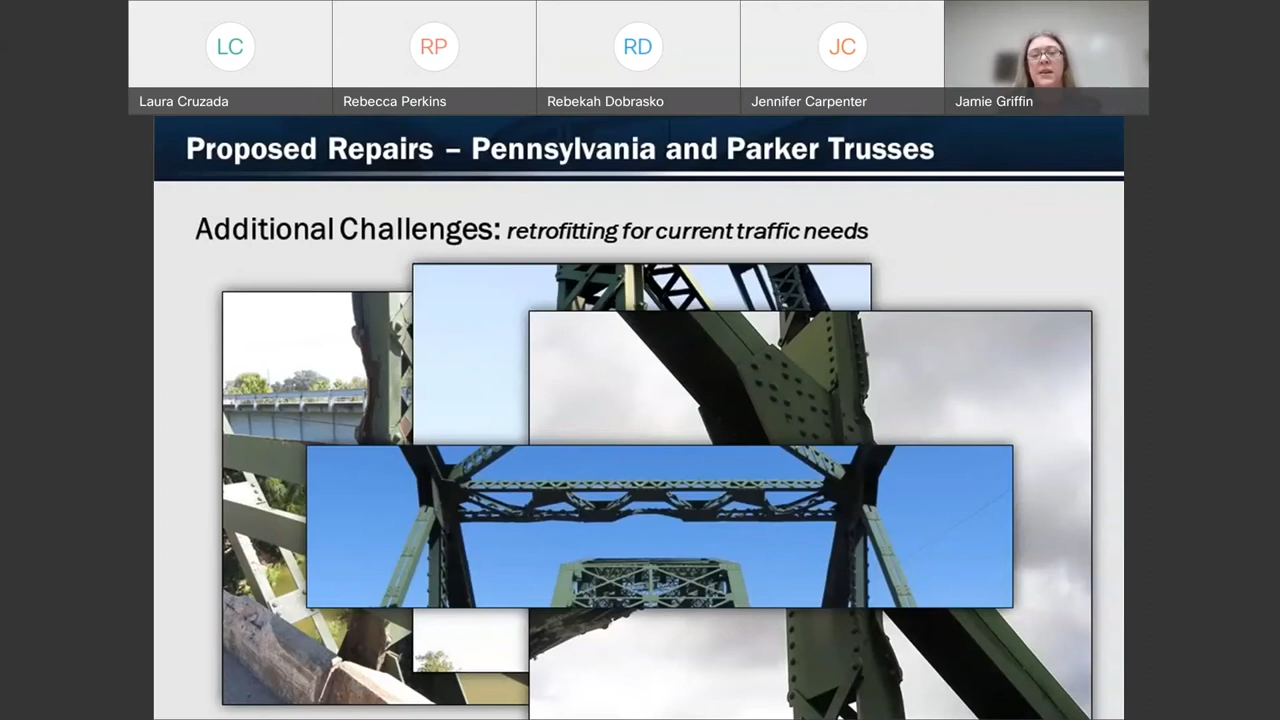 LC
RP
RD
JC
Laura Cruzada
Rebecca Perkins
Rebekah Dobrasko
Jennifer Carpenter
Jamie Griffin
Proposed Repairs – Pennsylvania and Parker Trusses
Additional Challenges: retrofitting for current traffic needs